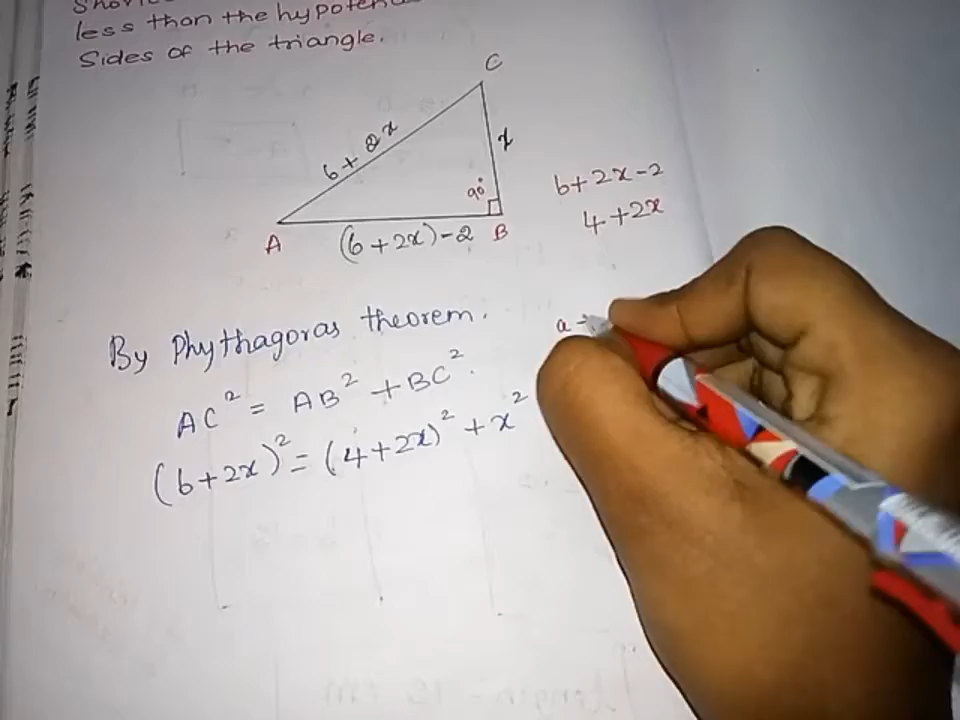 less than the hypoten
Sides of the triangle.
C
6+2x
x
90°
A
(6+2x)-2
B
6+2x-2
4+2x
By Phythagoras theorem.
AC² = AB² + BC².
(6+2x)² = (4+2x)² + x²
a